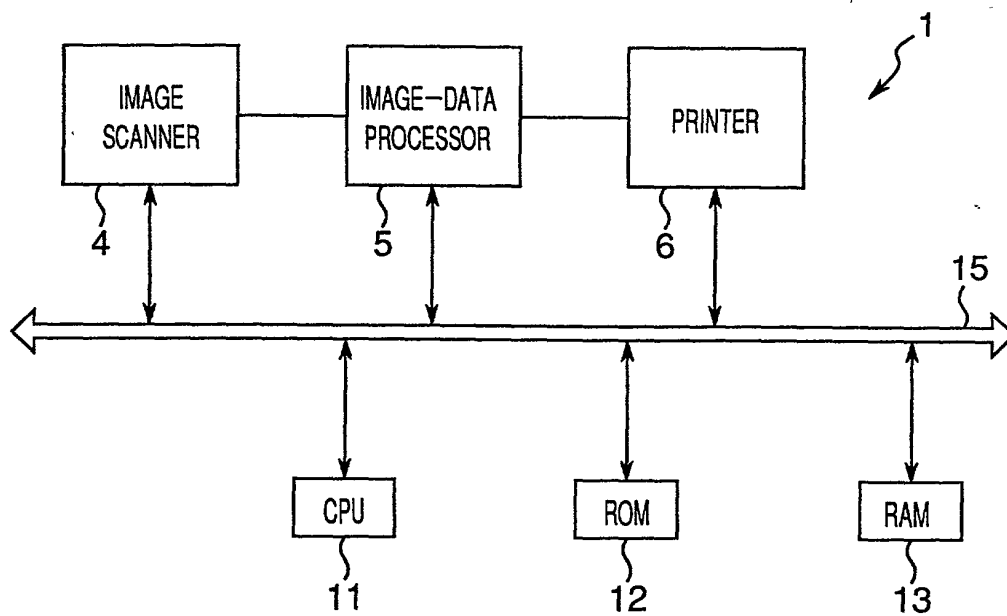 1
IMAGE
SCANNER
IMAGE-DATA
PROCESSOR
PRINTER
4
5
6
15
CPU
ROM
RAM
11
12
13